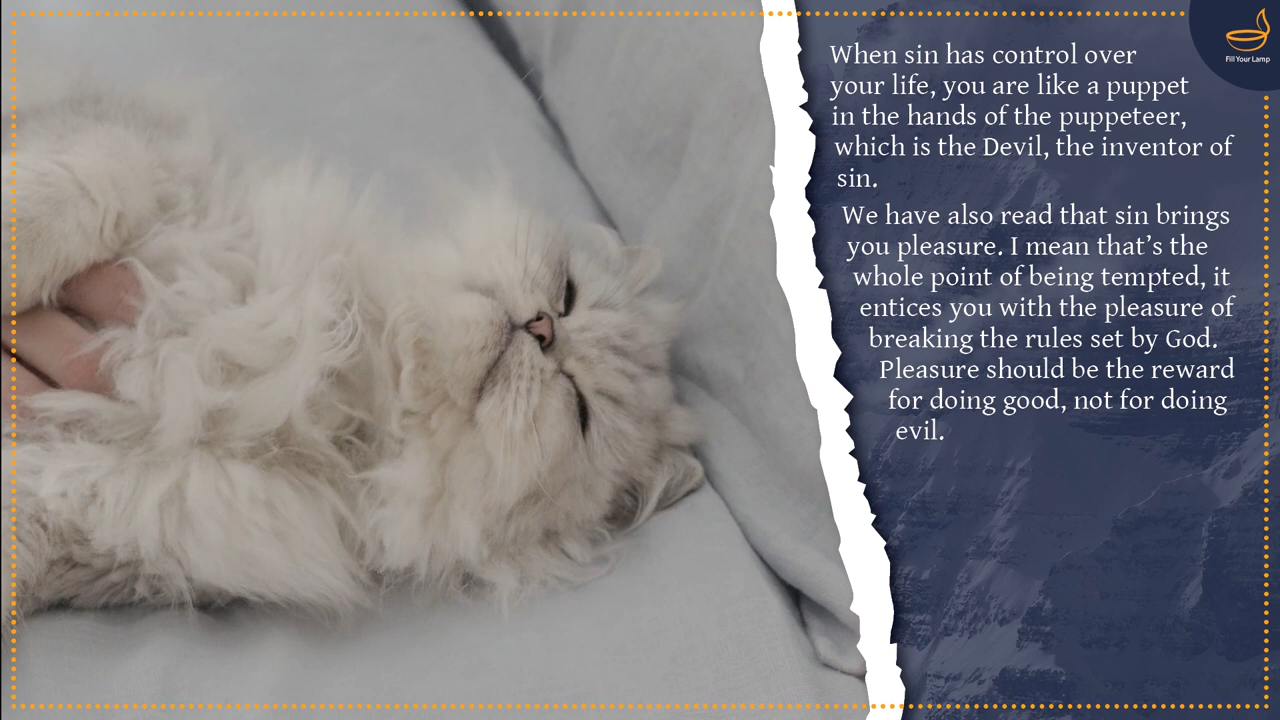 When sin has control over
your life, you are like a puppet
in the hands of the puppeteer,
which is the Devil, the inventor of
sin.
We have also read that sin brings
you pleasure. I mean that’s the
whole point of being tempted, it
entices you with the pleasure of
breaking the rules set by God.
Pleasure should be the reward
for doing good, not for doing
evil.
Fill Your Lamp